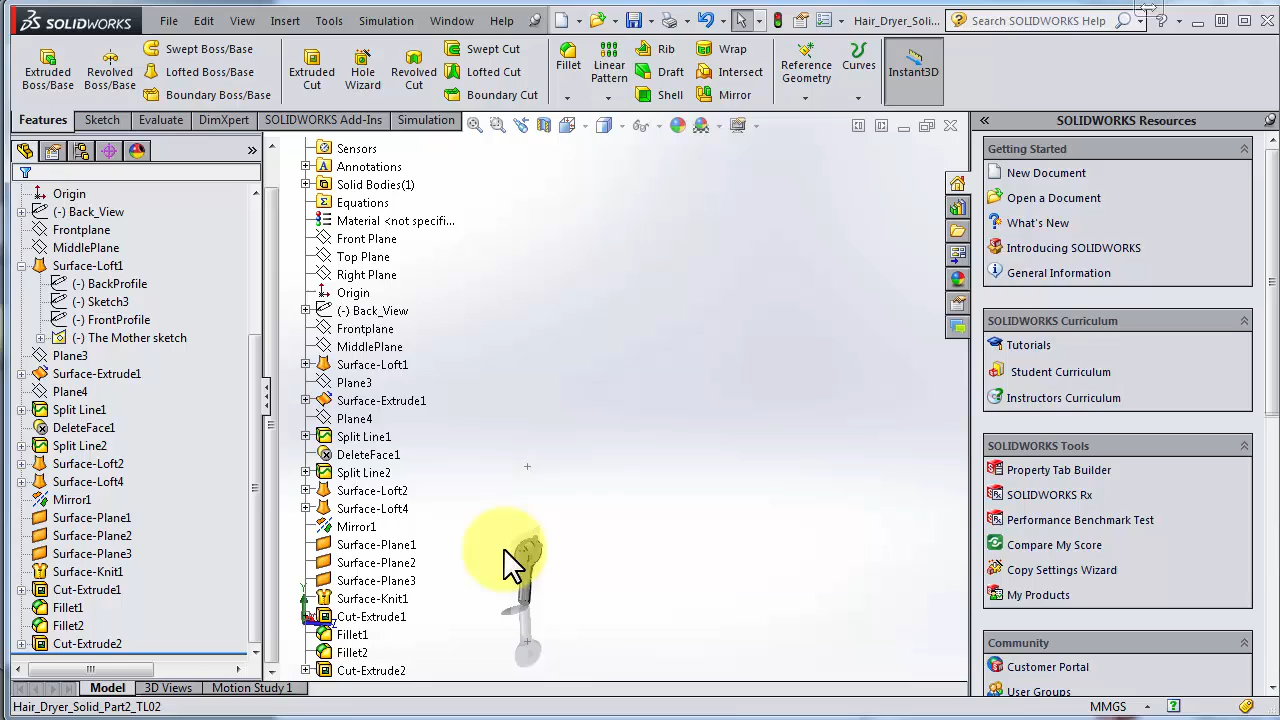 SOLIDWORKS File Edit View Insert Tools Simulation Window Help Hair_Dryer_Soli... Search SOLIDWORKS Help
Extruded Boss/Base
Revolved Boss/Base
Swept Boss/Base
Lofted Boss/Base
Boundary Boss/Base
Extruded Cut
Hole Wizard
Revolved Cut
Swept Cut
Lofted Cut
Boundary Cut
Fillet
Linear Pattern
Rib
Draft
Shell
Wrap
Intersect
Mirror
Reference Geometry
Curves
Instant3D
Features Sketch Evaluate DimXpert SOLIDWORKS Add-Ins Simulation
Origin
(-) Back_View
Frontplane
MiddlePlane
Surface-Loft1
(-) BackProfile
(-) Sketch3
(-) FrontProfile
(-) The Mother sketch
Plane3
Surface-Extrude1
Plane4
Split Line1
DeleteFace1
Split Line2
Surface-Loft2
Surface-Loft4
Mirror1
Surface-Plane1
Surface-Plane2
Surface-Plane3
Surface-Knit1
Cut-Extrude1
Fillet1
Fillet2
Cut-Extrude2
Sensors
Annotations
Solid Bodies(1)
Equations
Material <not specifi...
Front Plane
Top Plane
Right Plane
Origin
(-) Back_View
Frontplane
MiddlePlane
Surface-Loft1
Plane3
Surface-Extrude1
Plane4
Split Line1
DeleteFace1
Split Line2
Surface-Loft2
Surface-Loft4
Mirror1
Surface-Plane1
Surface-Plane2
Surface-Plane3
Surface-Knit1
Cut-Extrude1
Fillet1
Fillet2
Cut-Extrude2
Y
SOLIDWORKS Resources
Getting Started
New Document
Open a Document
What's New
Introducing SOLIDWORKS
General Information
SOLIDWORKS Curriculum
Tutorials
Student Curriculum
Instructors Curriculum
SOLIDWORKS Tools
Property Tab Builder
SOLIDWORKS Rx
Performance Benchmark Test
Compare My Score
Copy Settings Wizard
My Products
Community
Customer Portal
User Groups
Model 3D Views Motion Study 1
Hair_Dryer_Solid_Part2_TL02 MMGS